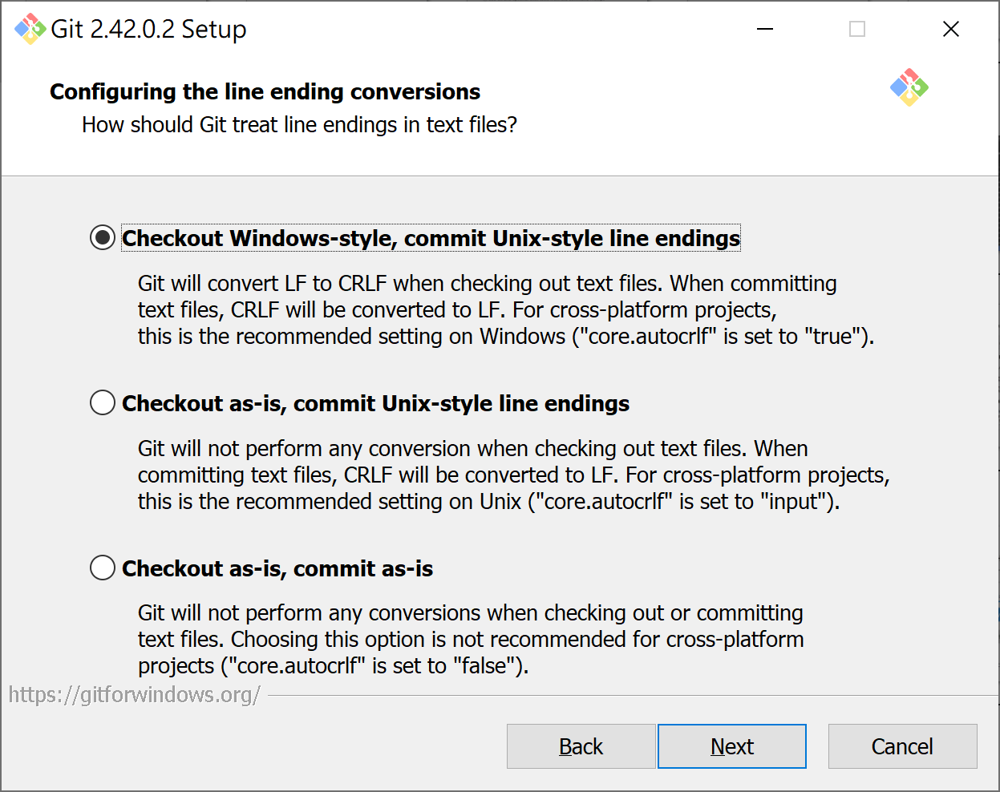 Git 2.42.0.2 Setup
Configuring the line ending conversions
How should Git treat line endings in text files?
Checkout Windows-style, commit Unix-style line endings
Git will convert LF to CRLF when checking out text files. When committing
text files, CRLF will be converted to LF. For cross-platform projects,
this is the recommended setting on Windows ("core.autocrlf" is set to "true").
Checkout as-is, commit Unix-style line endings
Git will not perform any conversion when checking out text files. When
committing text files, CRLF will be converted to LF. For cross-platform projects,
this is the recommended setting on Unix ("core.autocrlf" is set to "input").
Checkout as-is, commit as-is
Git will not perform any conversions when checking out or committing
text files. Choosing this option is not recommended for cross-platform
projects ("core.autocrlf" is set to "false").
https://gitforwindows.org/
Back Next Cancel